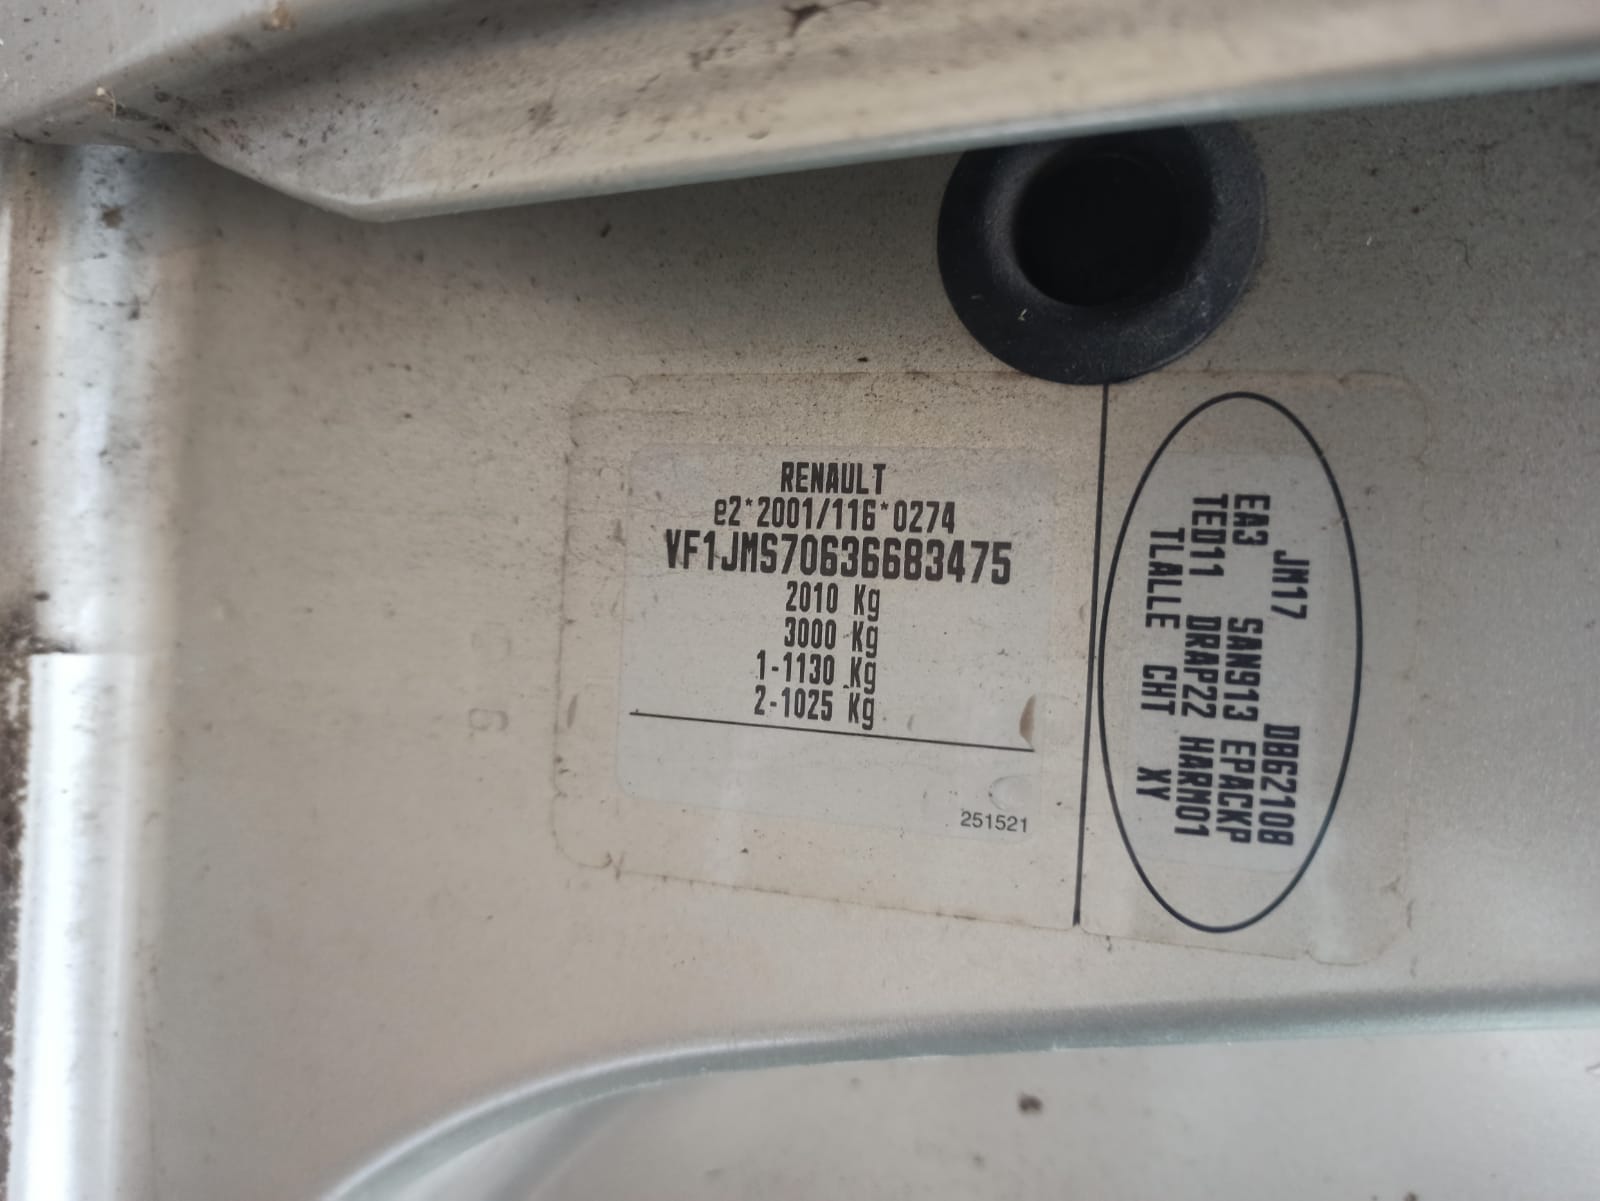 RENAULT
e2*2001/116*0274
VF1JMS70636683475
2010 Kg
3000 Kg
1-1130 Kg
2-1025 Kg
251521
JM17 DB62108
EA3 SAN913 EPACKP
TED11 DRAP22 HARM01
TLALLE CHT XY